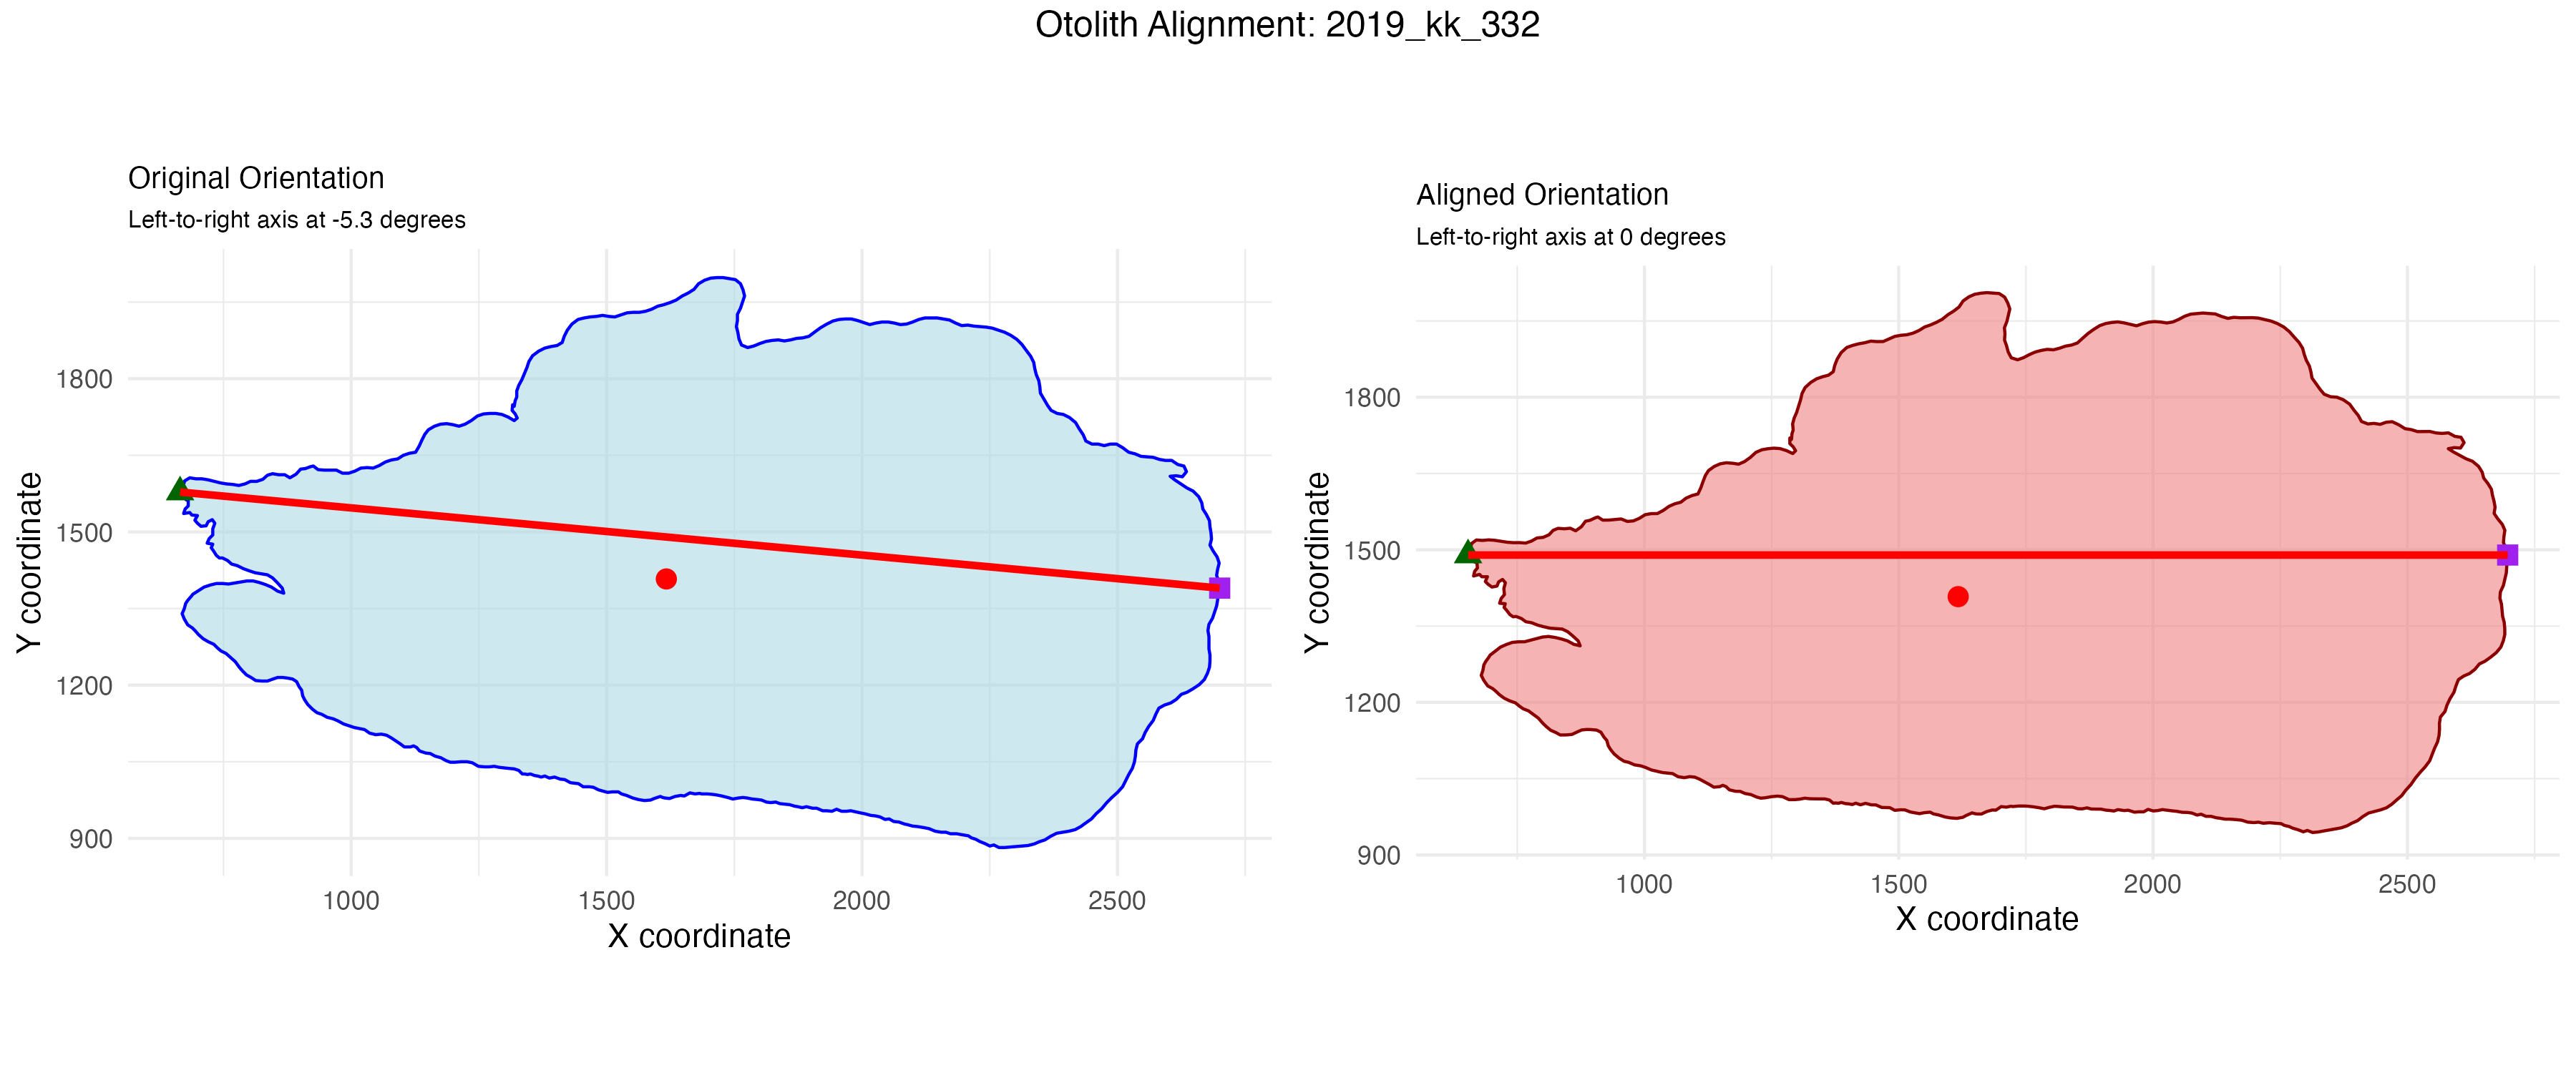 Otolith Alignment: 2019_kk_332
Original Orientation
Left-to-right axis at -5.3 degrees
1800
1500
1200
900
Y coordinate
1000 1500 2000 2500
X coordinate
Aligned Orientation
Left-to-right axis at 0 degrees
1800
1500
1200
900
Y coordinate
1000 1500 2000 2500
X coordinate